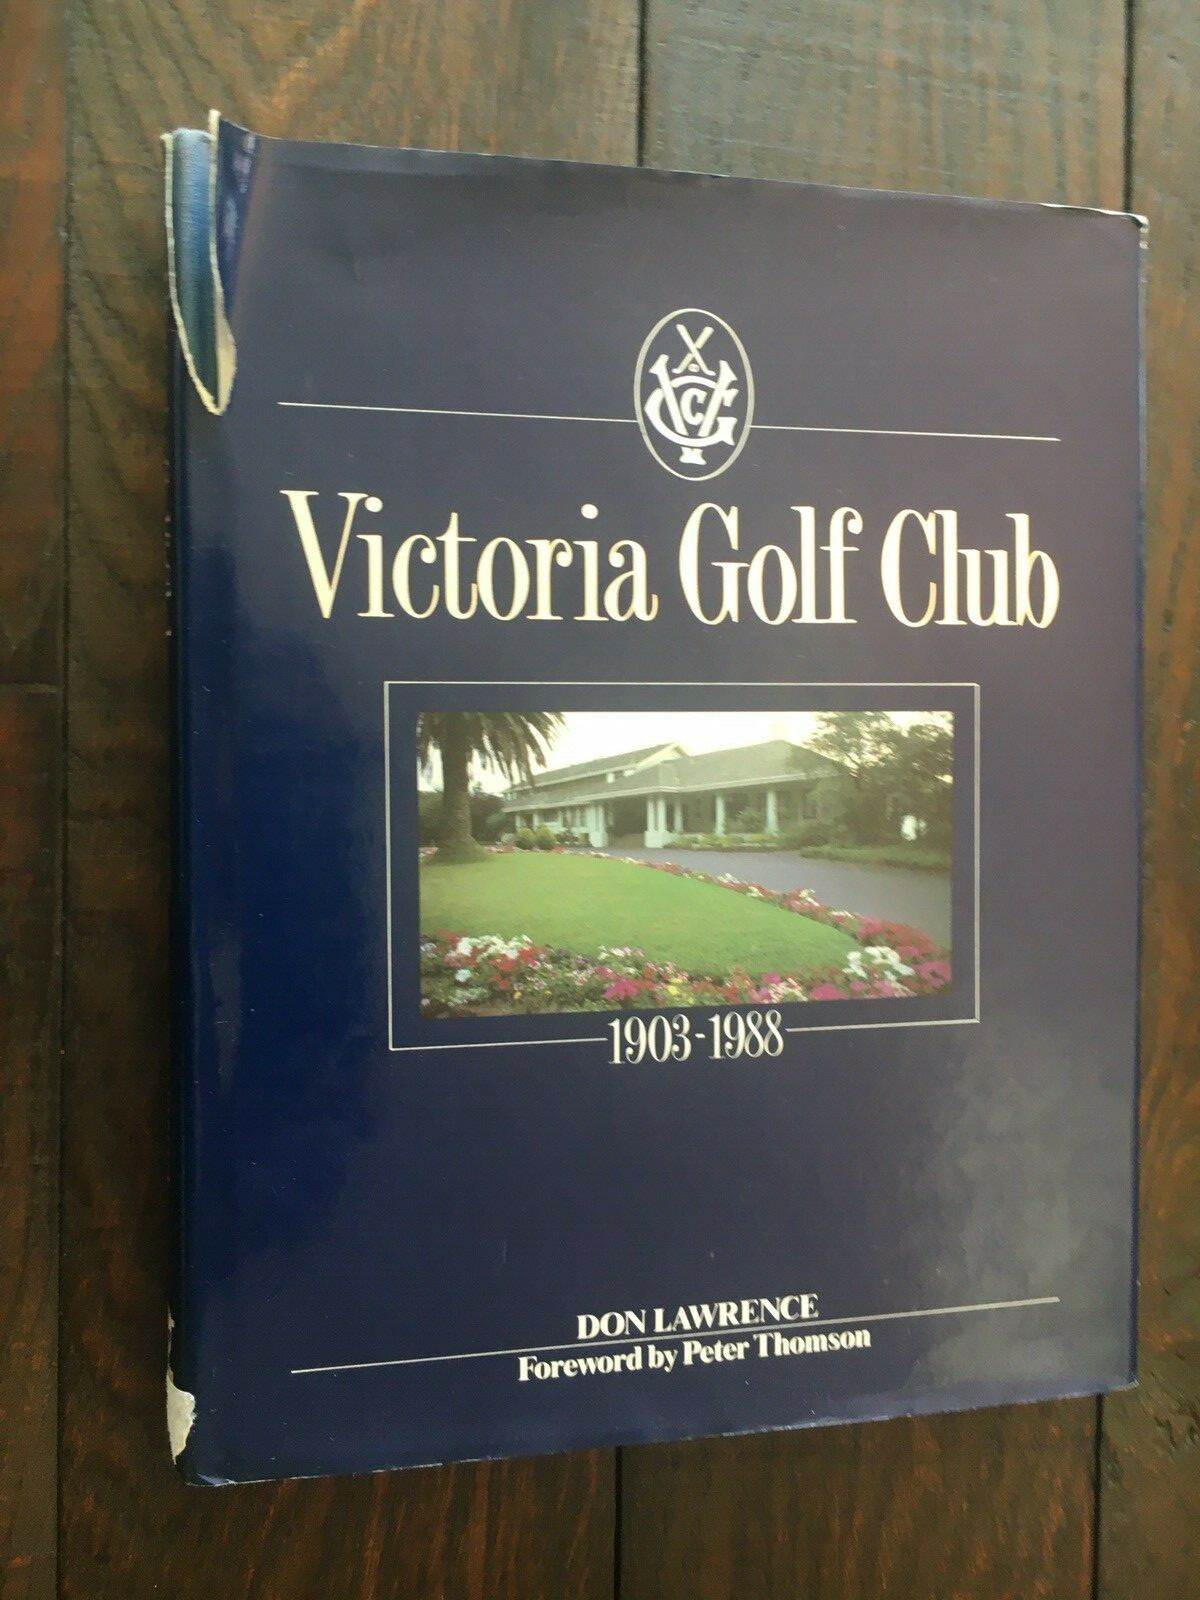 VGC
Victoria Golf Club
1903-1988
DON LAWRENCE
Foreword by Peter Thomson